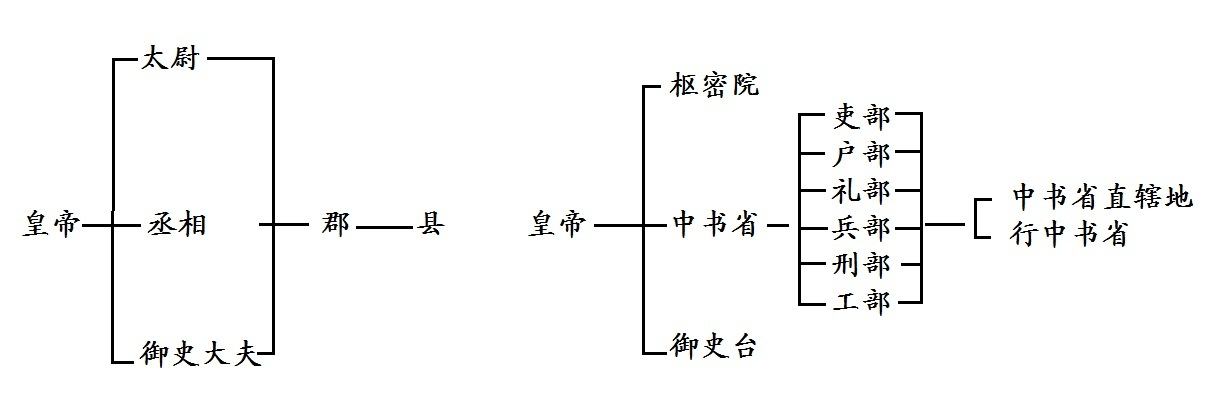 太尉
皇帝
丞相
郡
县
御史大夫
枢密院
皇帝
中书省
御史台
吏部
户部
礼部
兵部
刑部
工部
中书省直辖地
行中书省